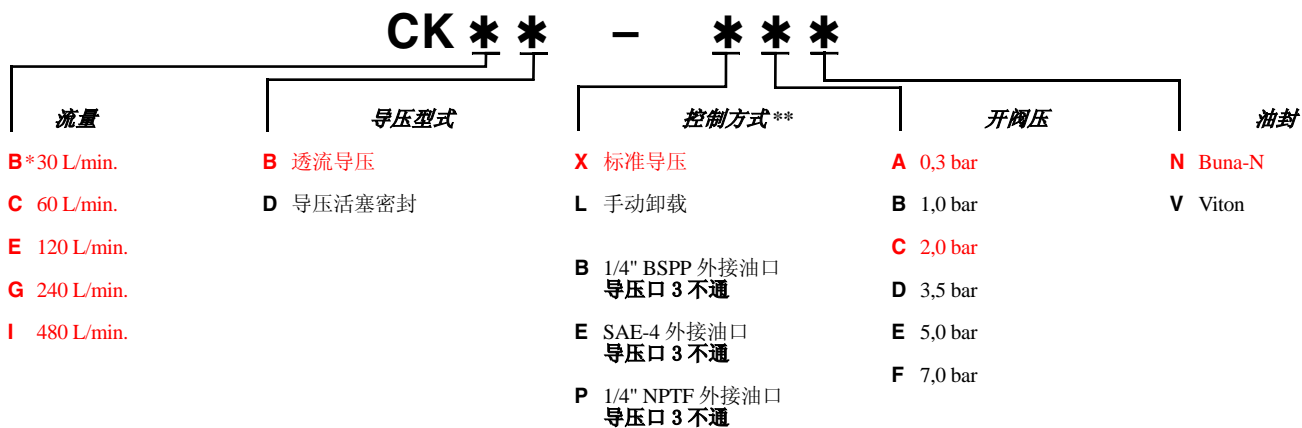 CK ✱ ✱ – ✱ ✱ ✱
流量
B*30 L/min.
C 60 L/min.
E 120 L/min.
G 240 L/min.
I 480 L/min.
导压型式
B 透流导压
D 导压活塞密封
控制方式**
X 标准导压
L 手动卸载
B 1/4" BSPP 外接油口
导压口 3 不通
E SAE-4 外接油口
导压口 3 不通
P 1/4" NPTF 外接油口
导压口 3 不通
开阀压
A 0,3 bar
B 1,0 bar
C 2,0 bar
D 3,5 bar
E 5,0 bar
F 7,0 bar
油封
N Buna-N
V Viton